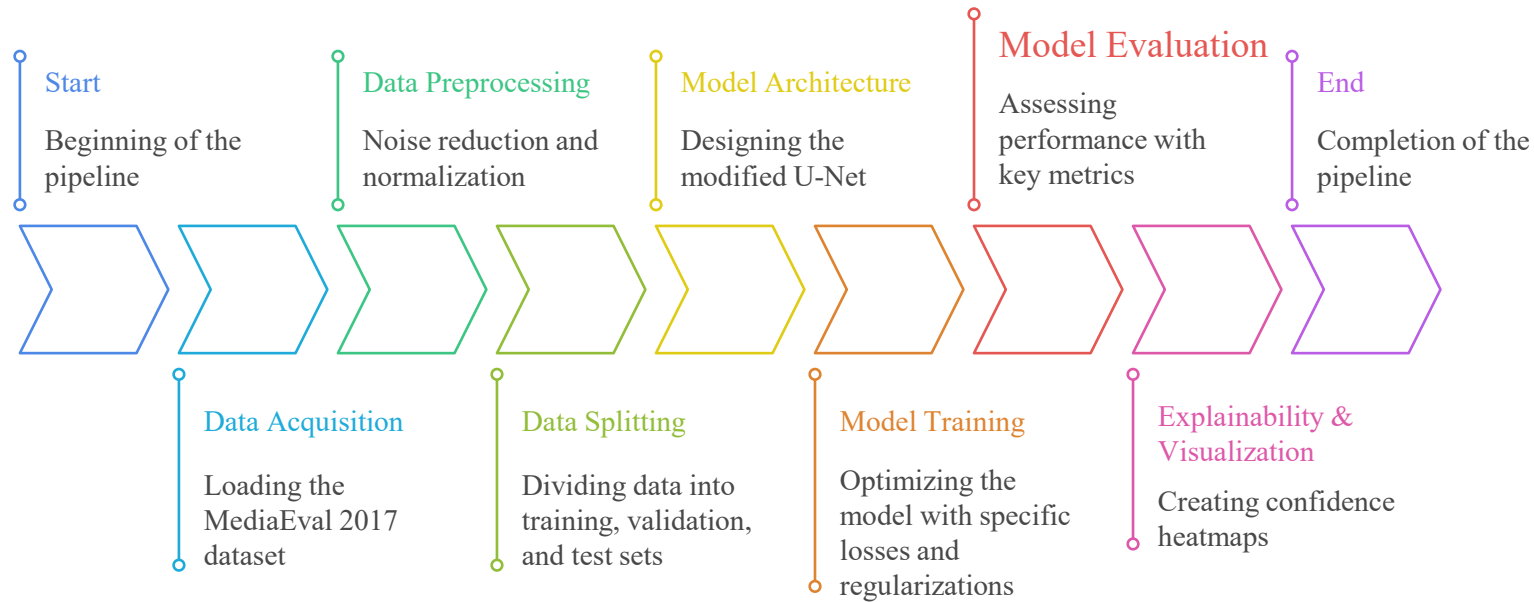 Start
Beginning of the
pipeline
Data Acquisition
Loading the
MediaEval 2017
dataset
Data Preprocessing
Noise reduction and
normalization
Data Splitting
Dividing data into
training, validation,
and test sets
Model Architecture
Designing the
modified U-Net
Model Training
Optimizing the
model with specific
losses and
regularizations
Model Evaluation
Assessing
performance with
key metrics
Explainability &
Visualization
Creating confidence
heatmaps
End
Completion of the
pipeline